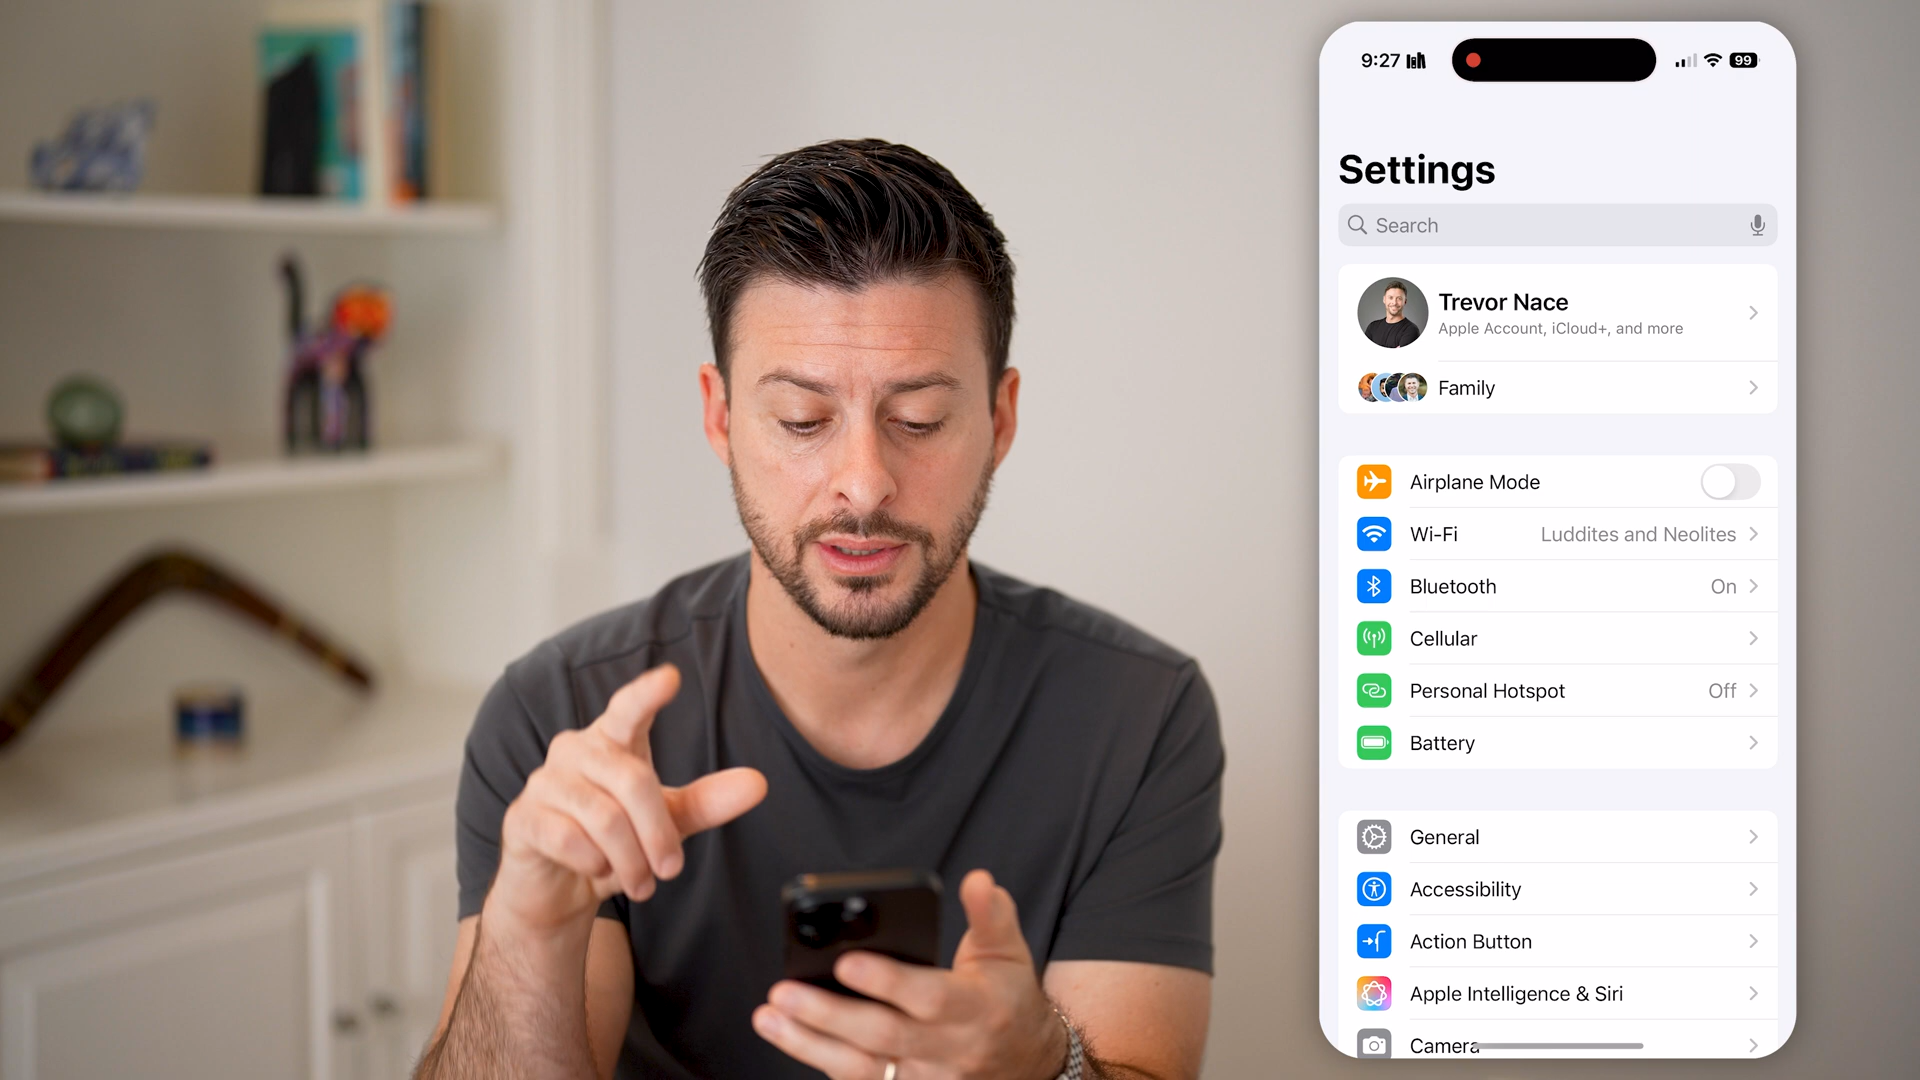 9:27
99
Settings
Search
Trevor Nace
Apple Account, iCloud+, and more
Family
Airplane Mode
Wi-Fi Luddites and Neolites
Bluetooth On
Cellular
Personal Hotspot Off
Battery
General
Accessibility
Action Button
Apple Intelligence & Siri
Camera